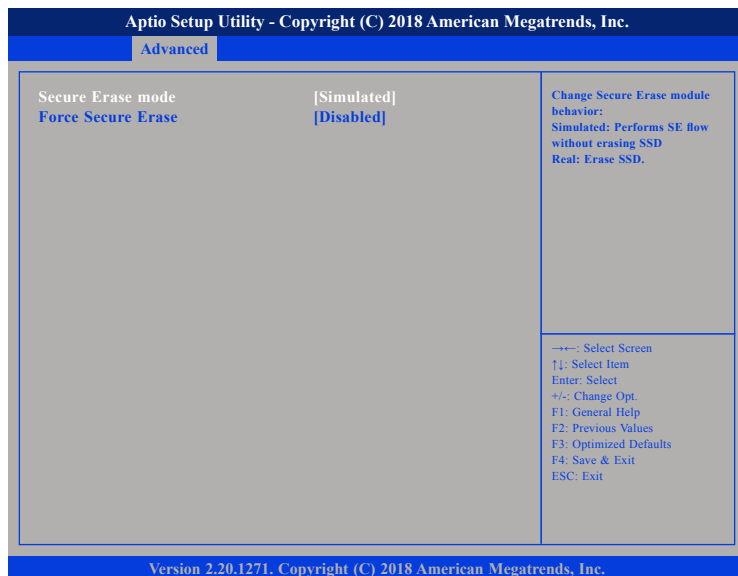 Aptio Setup Utility - Copyright (C) 2018 American Megatrends, Inc.
Advanced
Secure Erase mode [Simulated]
Force Secure Erase [Disabled]
Change Secure Erase module
behavior:
Simulated: Performs SE flow
without erasing SSD
Real: Erase SSD.
→←: Select Screen
↑↓: Select Item
Enter: Select
+/-: Change Opt.
F1: General Help
F2: Previous Values
F3: Optimized Defaults
F4: Save & Exit
ESC: Exit
Version 2.20.1271. Copyright (C) 2018 American Megatrends, Inc.